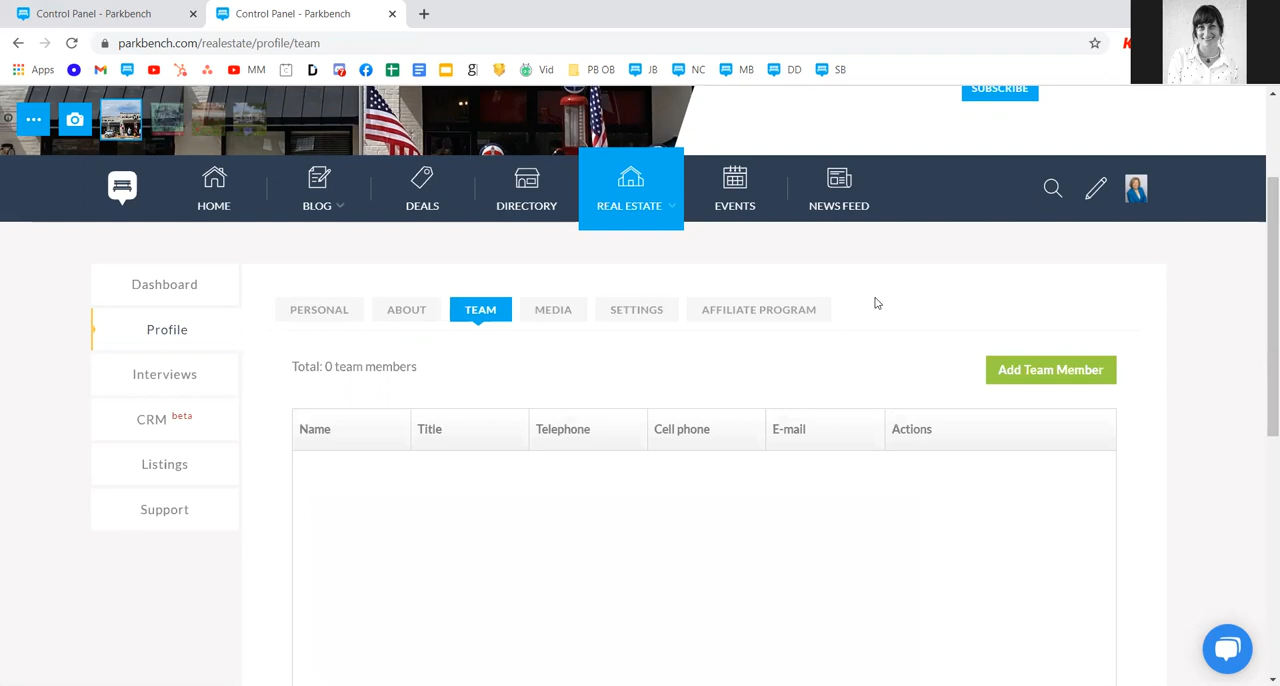 Control Panel - Parkbench
Control Panel - Parkbench
parkbench.com/realestate/profile/team
Apps
MM
Vid
PB OB
JB
NC
MB
DD
SB
SUBSCRIBE
HOME
BLOG
DEALS
DIRECTORY
REAL ESTATE
EVENTS
NEWS FEED
Dashboard
Profile
Interviews
CRM beta
Listings
Support
PERSONAL
ABOUT
TEAM
MEDIA
SETTINGS
AFFILIATE PROGRAM
Total: 0 team members
Add Team Member
Name
Title
Telephone
Cell phone
E-mail
Actions